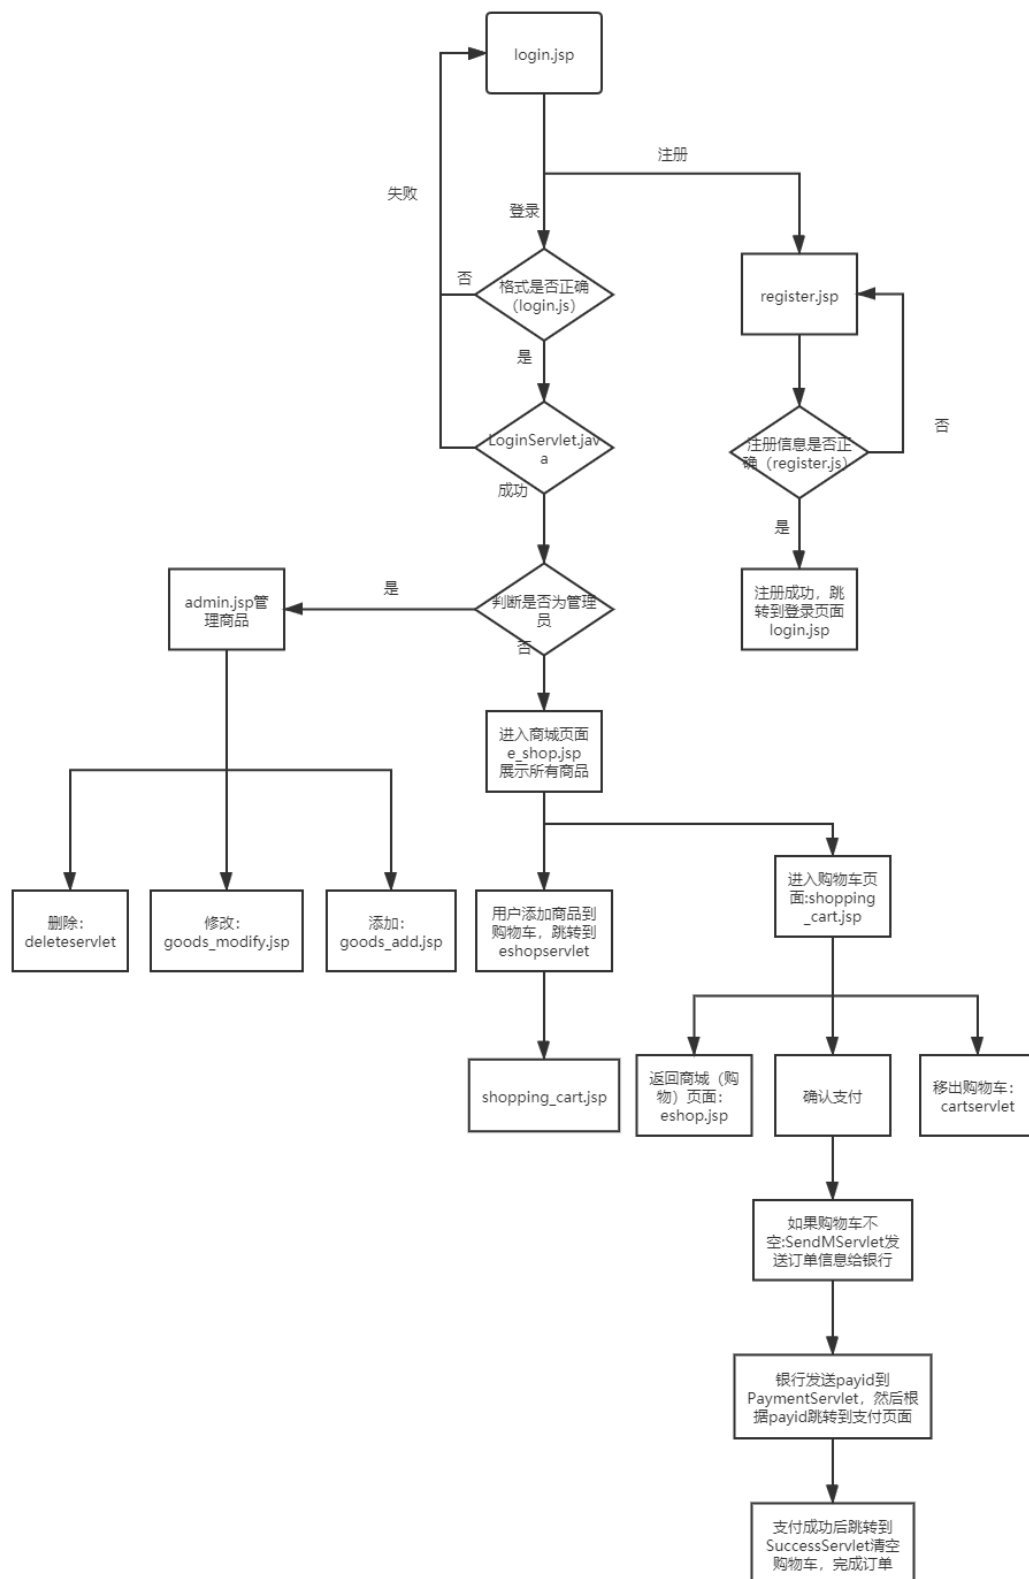 login.jsp
注册
失败
登录
否
格式是否正确
（login.js）
register.jsp
是
否
LoginServlet.jav
a
注册信息是否正
确（register.js）
成功
是
是
admin.jsp管
理商品
判断是否为管理
员
否
注册成功，跳
转到登录页面
login.jsp
进入商城页面
e_shop.jsp
展示所有商品
进入购物车页
面:shopping
_cart.jsp
删除：
deleteservlet
修改：
goods_modify.jsp
添加：
goods_add.jsp
用户添加商品到
购物车，跳转到
eshopservlet
shopping_cart.jsp
返回商城（购
物）页面：
eshop.jsp
确认支付
移出购物车：
cartservlet
如果购物车不
空:SendMServlet发
送订单信息给银行
银行发送payid到
PaymentServlet，然后根
据payid跳转到支付页面
支付成功后跳转到
SuccessServlet清空
购物车，完成订单